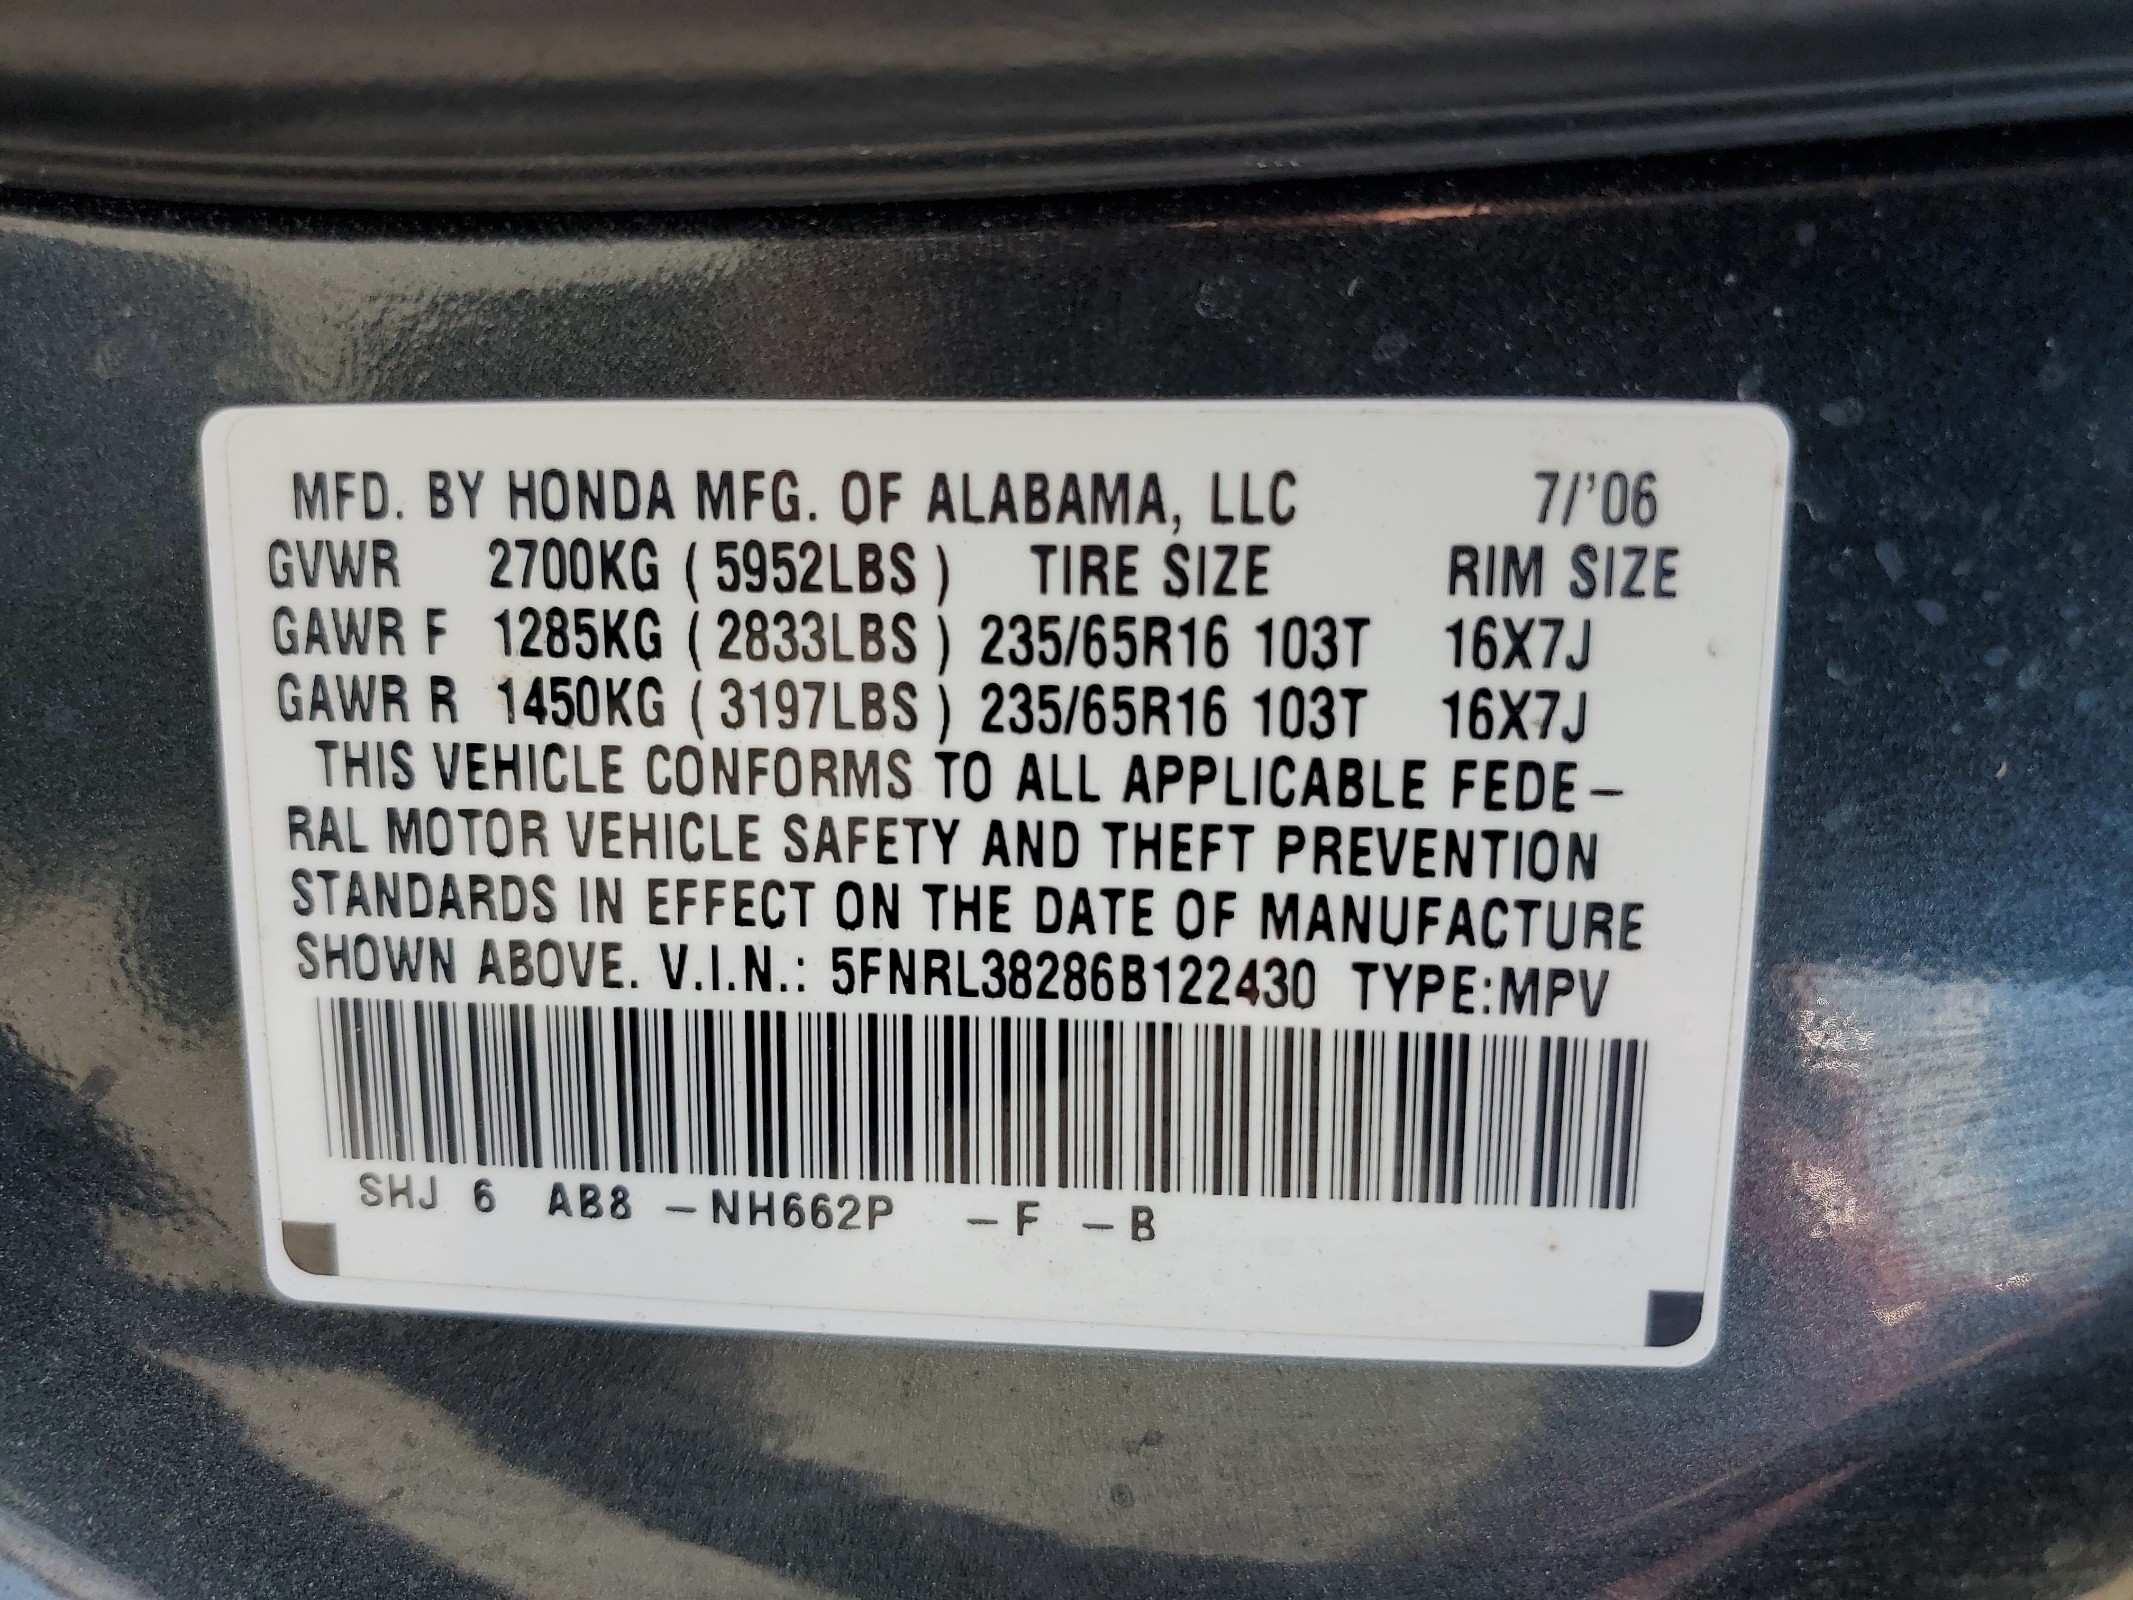 MFD. BY HONDA MFG. OF ALABAMA, LLC 7/'06
GVWR 2700KG ( 5952LBS ) TIRE SIZE RIM SIZE
GAWR F 1285KG ( 2833LBS ) 235/65R16 103T 16X7J
GAWR R 1450KG ( 3197LBS ) 235/65R16 103T 16X7J
THIS VEHICLE CONFORMS TO ALL APPLICABLE FEDE-
RAL MOTOR VEHICLE SAFETY AND THEFT PREVENTION
STANDARDS IN EFFECT ON THE DATE OF MANUFACTURE
SHOWN ABOVE. V.I.N.: 5FNRL38286B122430 TYPE:MPV
SHJ 6 AB8 -NH662P -F -B